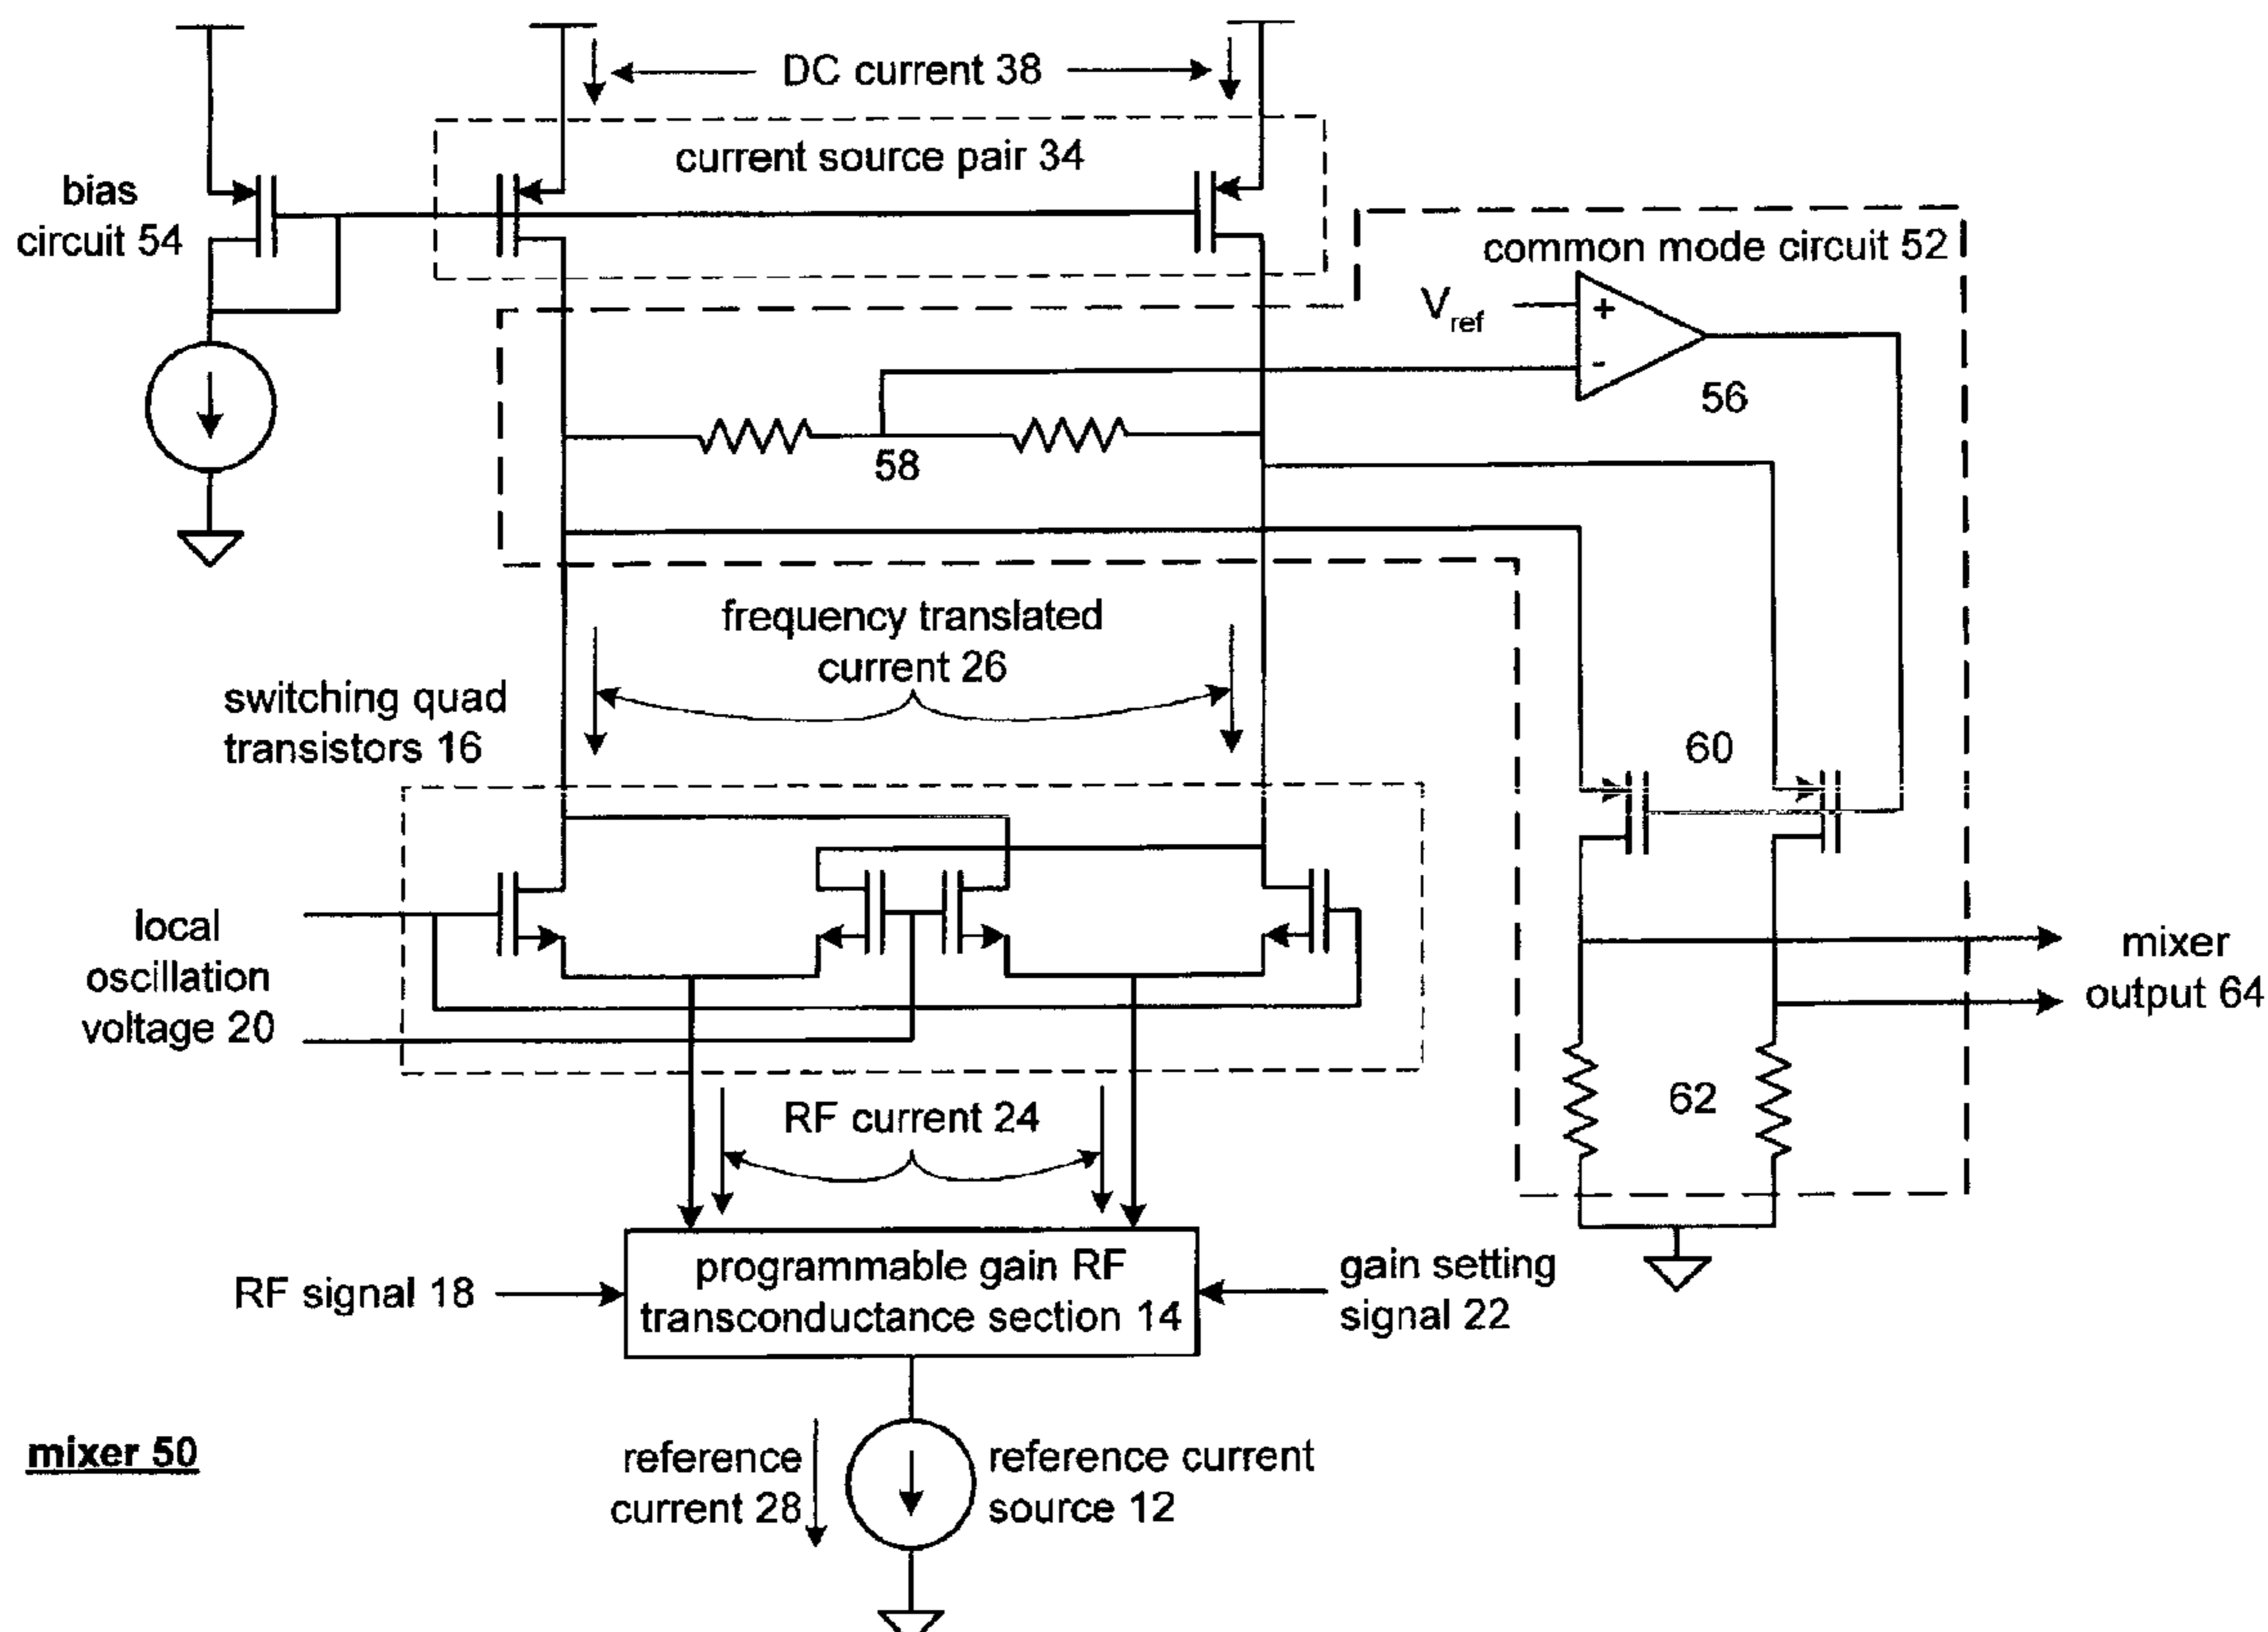 DC current 38
current source pair 34
bias
circuit 54
common mode circuit 52
Vref
+
-
56
58
frequency translated
current 26
switching quad
transistors 16
60
local
oscillation
voltage 20
mixer
output 64
62
RF current 24
RF signal 18
programmable gain RF
transconductance section 14
gain setting
signal 22
mixer 50
reference
current 28
reference current
source 12